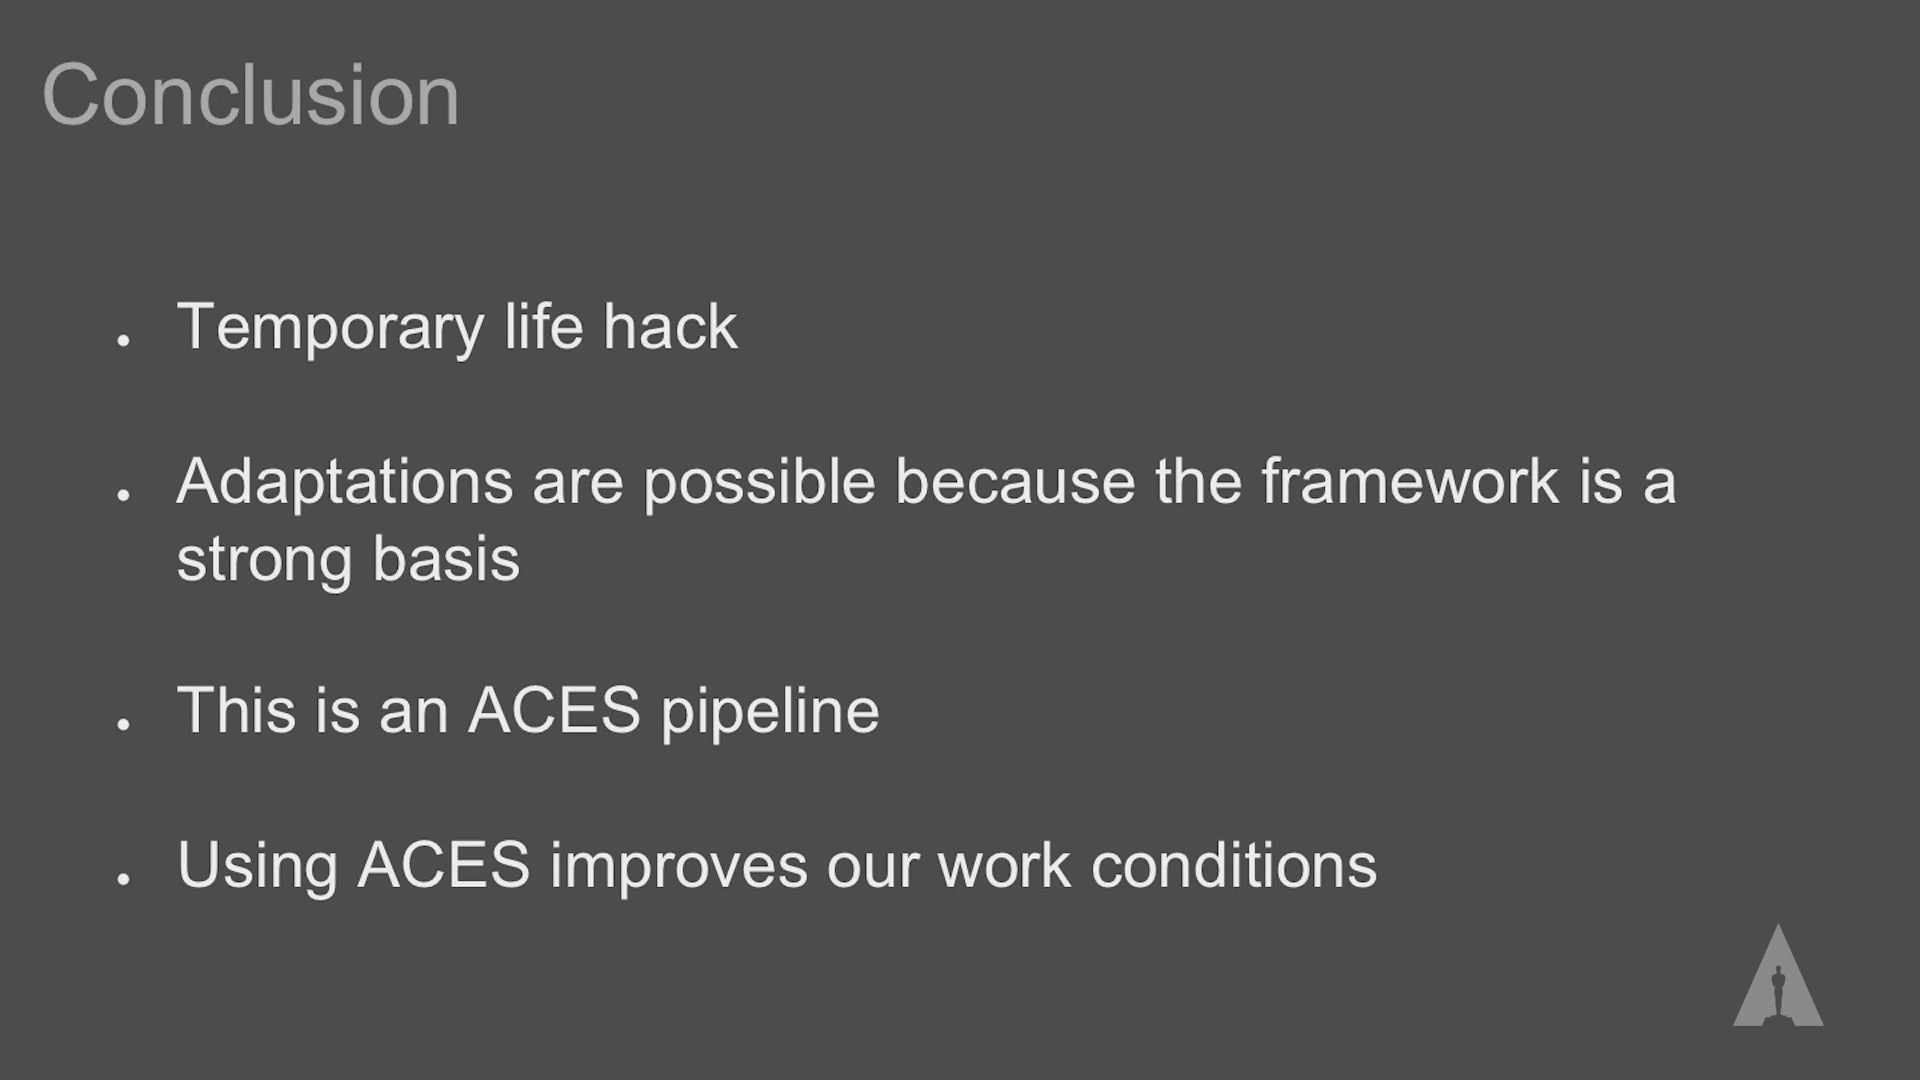 Conclusion
• Temporary life hack
• Adaptations are possible because the framework is a
strong basis
• This is an ACES pipeline
• Using ACES improves our work conditions